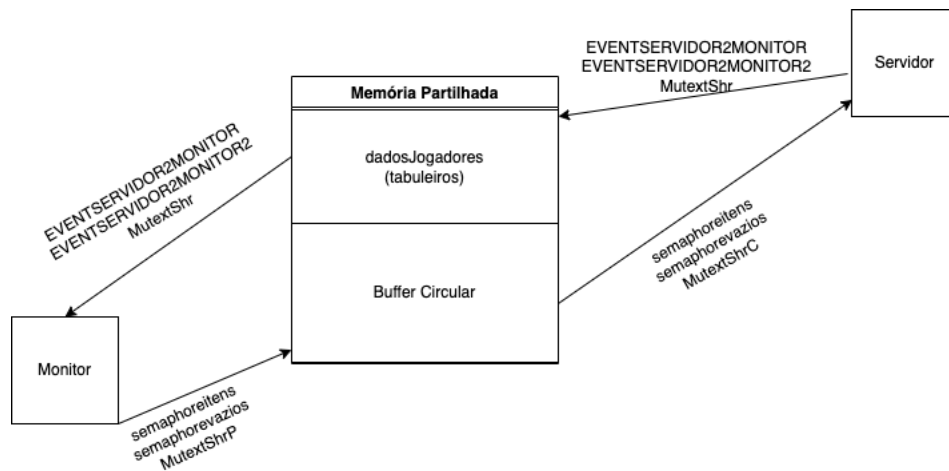 EVENTSERVIDOR2MONITOR
EVENTSERVIDOR2MONITOR2
MutextShr
Servidor
Memória Partilhada
dadosJogadores
(tabuleiros)
EVENTSERVIDOR2MONITOR
EVENTSERVIDOR2MONITOR2
MutextShr
semaphoreitens
semaphorevazios
MutextShrC
Buffer Circular
Monitor
semaphoreitens
semaphorevazios
MutextShrP